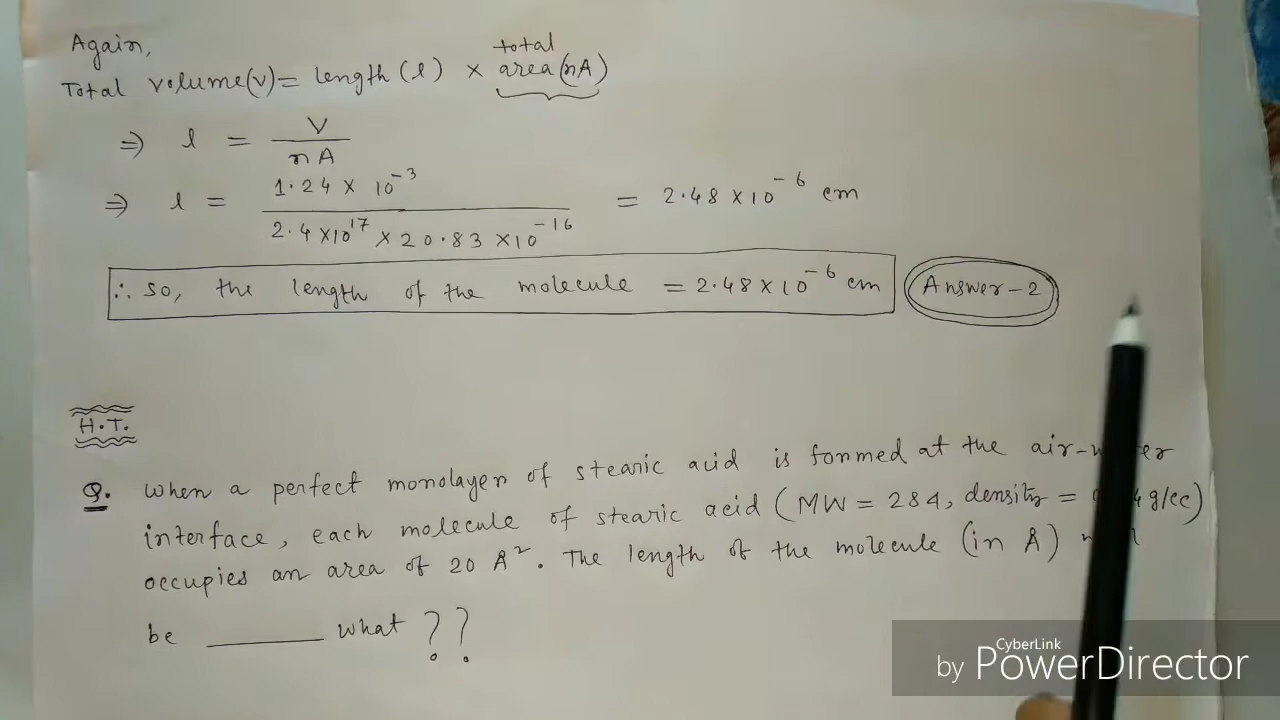 Again,
Total volume(v) = length (l) × total area (nA)
⇒ l = V / nA
⇒ l = 1.24 × 10⁻³ / 2.4 × 10¹⁷ × 20.83 × 10⁻¹⁶ = 2.48 × 10⁻⁶ cm
∴ so, the length of the molecule = 2.48 × 10⁻⁶ cm Answer-2
H.T.
Q. When a perfect monolayer of stearic acid is formed at the air-
interface, each molecule of stearic acid (MW = 284, density = g/cc)
occupies an area of 20 Å². The length of the molecule (in Å)
be ______ what ??
CyberLink
by PowerDirector